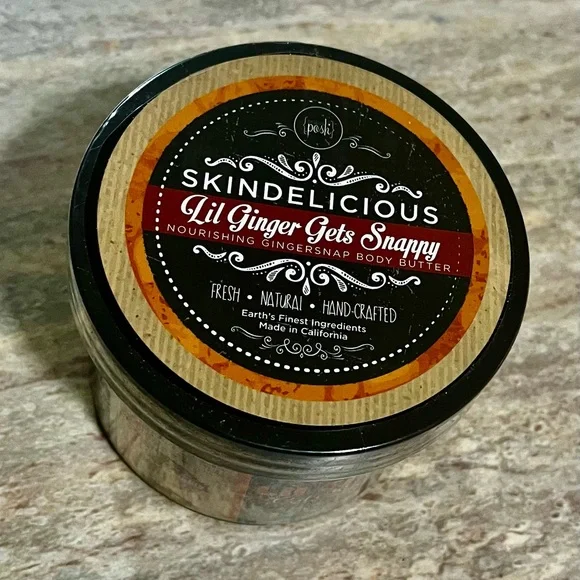 posh
SKINDELICIOUS
Lil Ginger Gets Snappy
NOURISHING GINGERSNAP BODY BUTTER
FRESH • NATURAL • HAND-CRAFTED
Earth's Finest Ingredients
Made in California